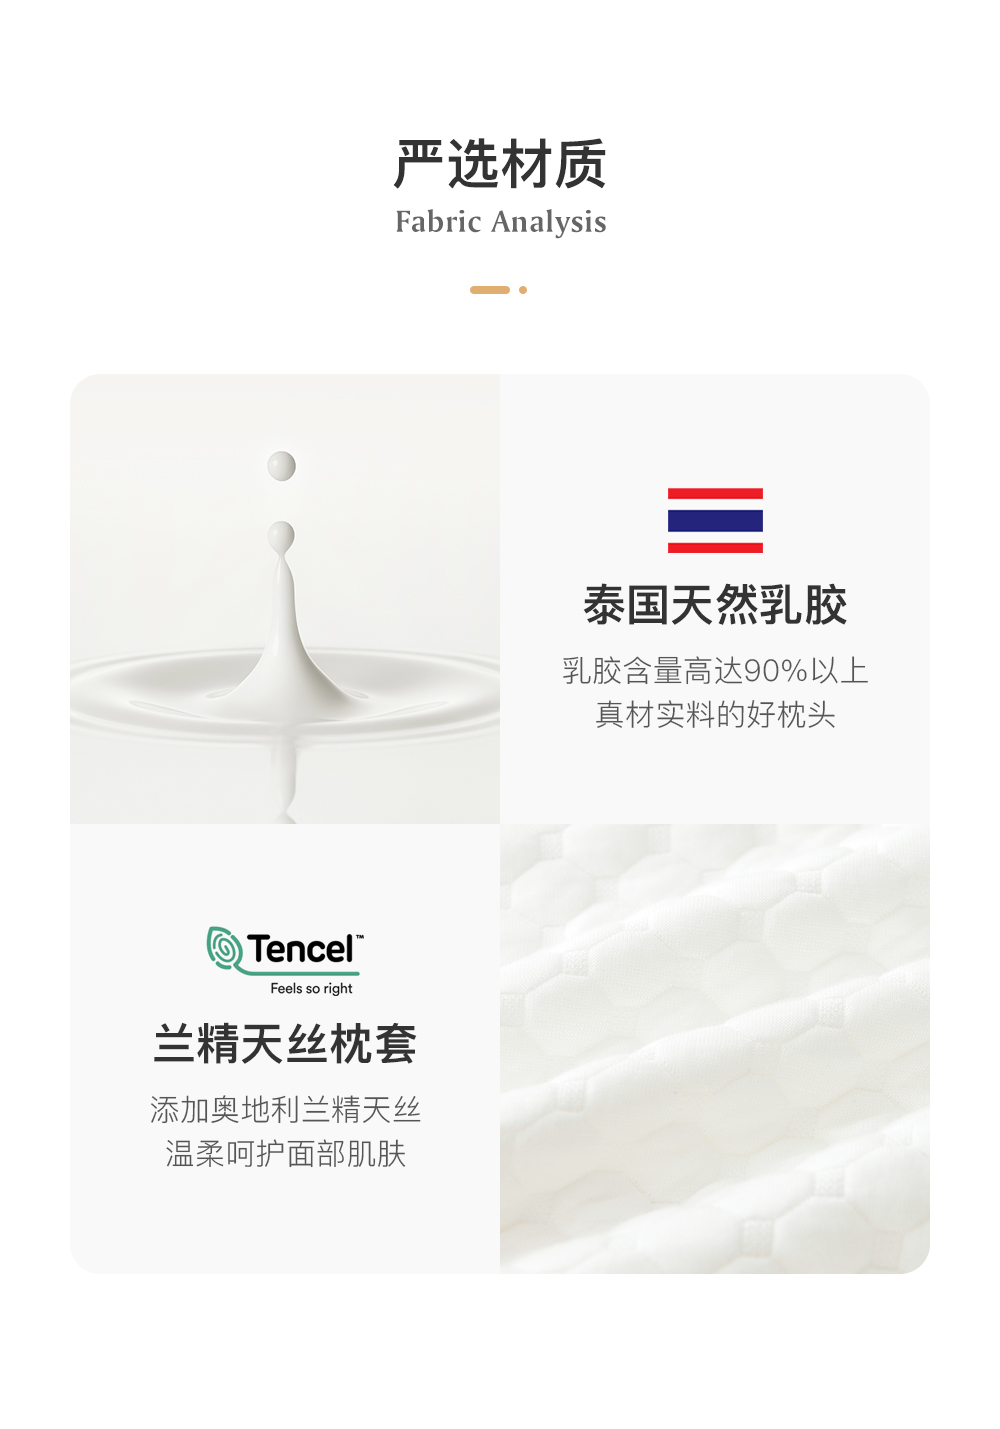 严选材质
Fabric Analysis
泰国天然乳胶
乳胶含量高达90%以上
真材实料的好枕头
Tencel™
Feels so right
兰精天丝枕套
添加奥地利兰精天丝
温柔呵护面部肌肤